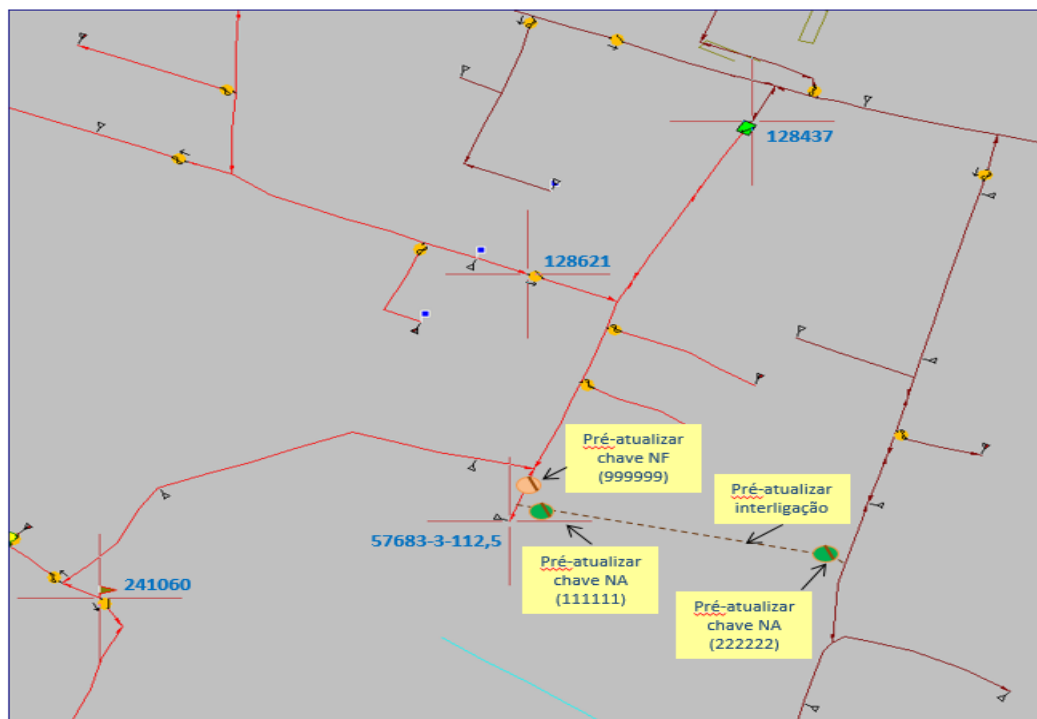 128437
128621
Pré-atualizar
chave NF
(999999)
Pré-atualizar
interligação
57683-3-112,5
Pré-atualizar
chave NA
(111111)
241060
Pré-atualizar
chave NA
(222222)